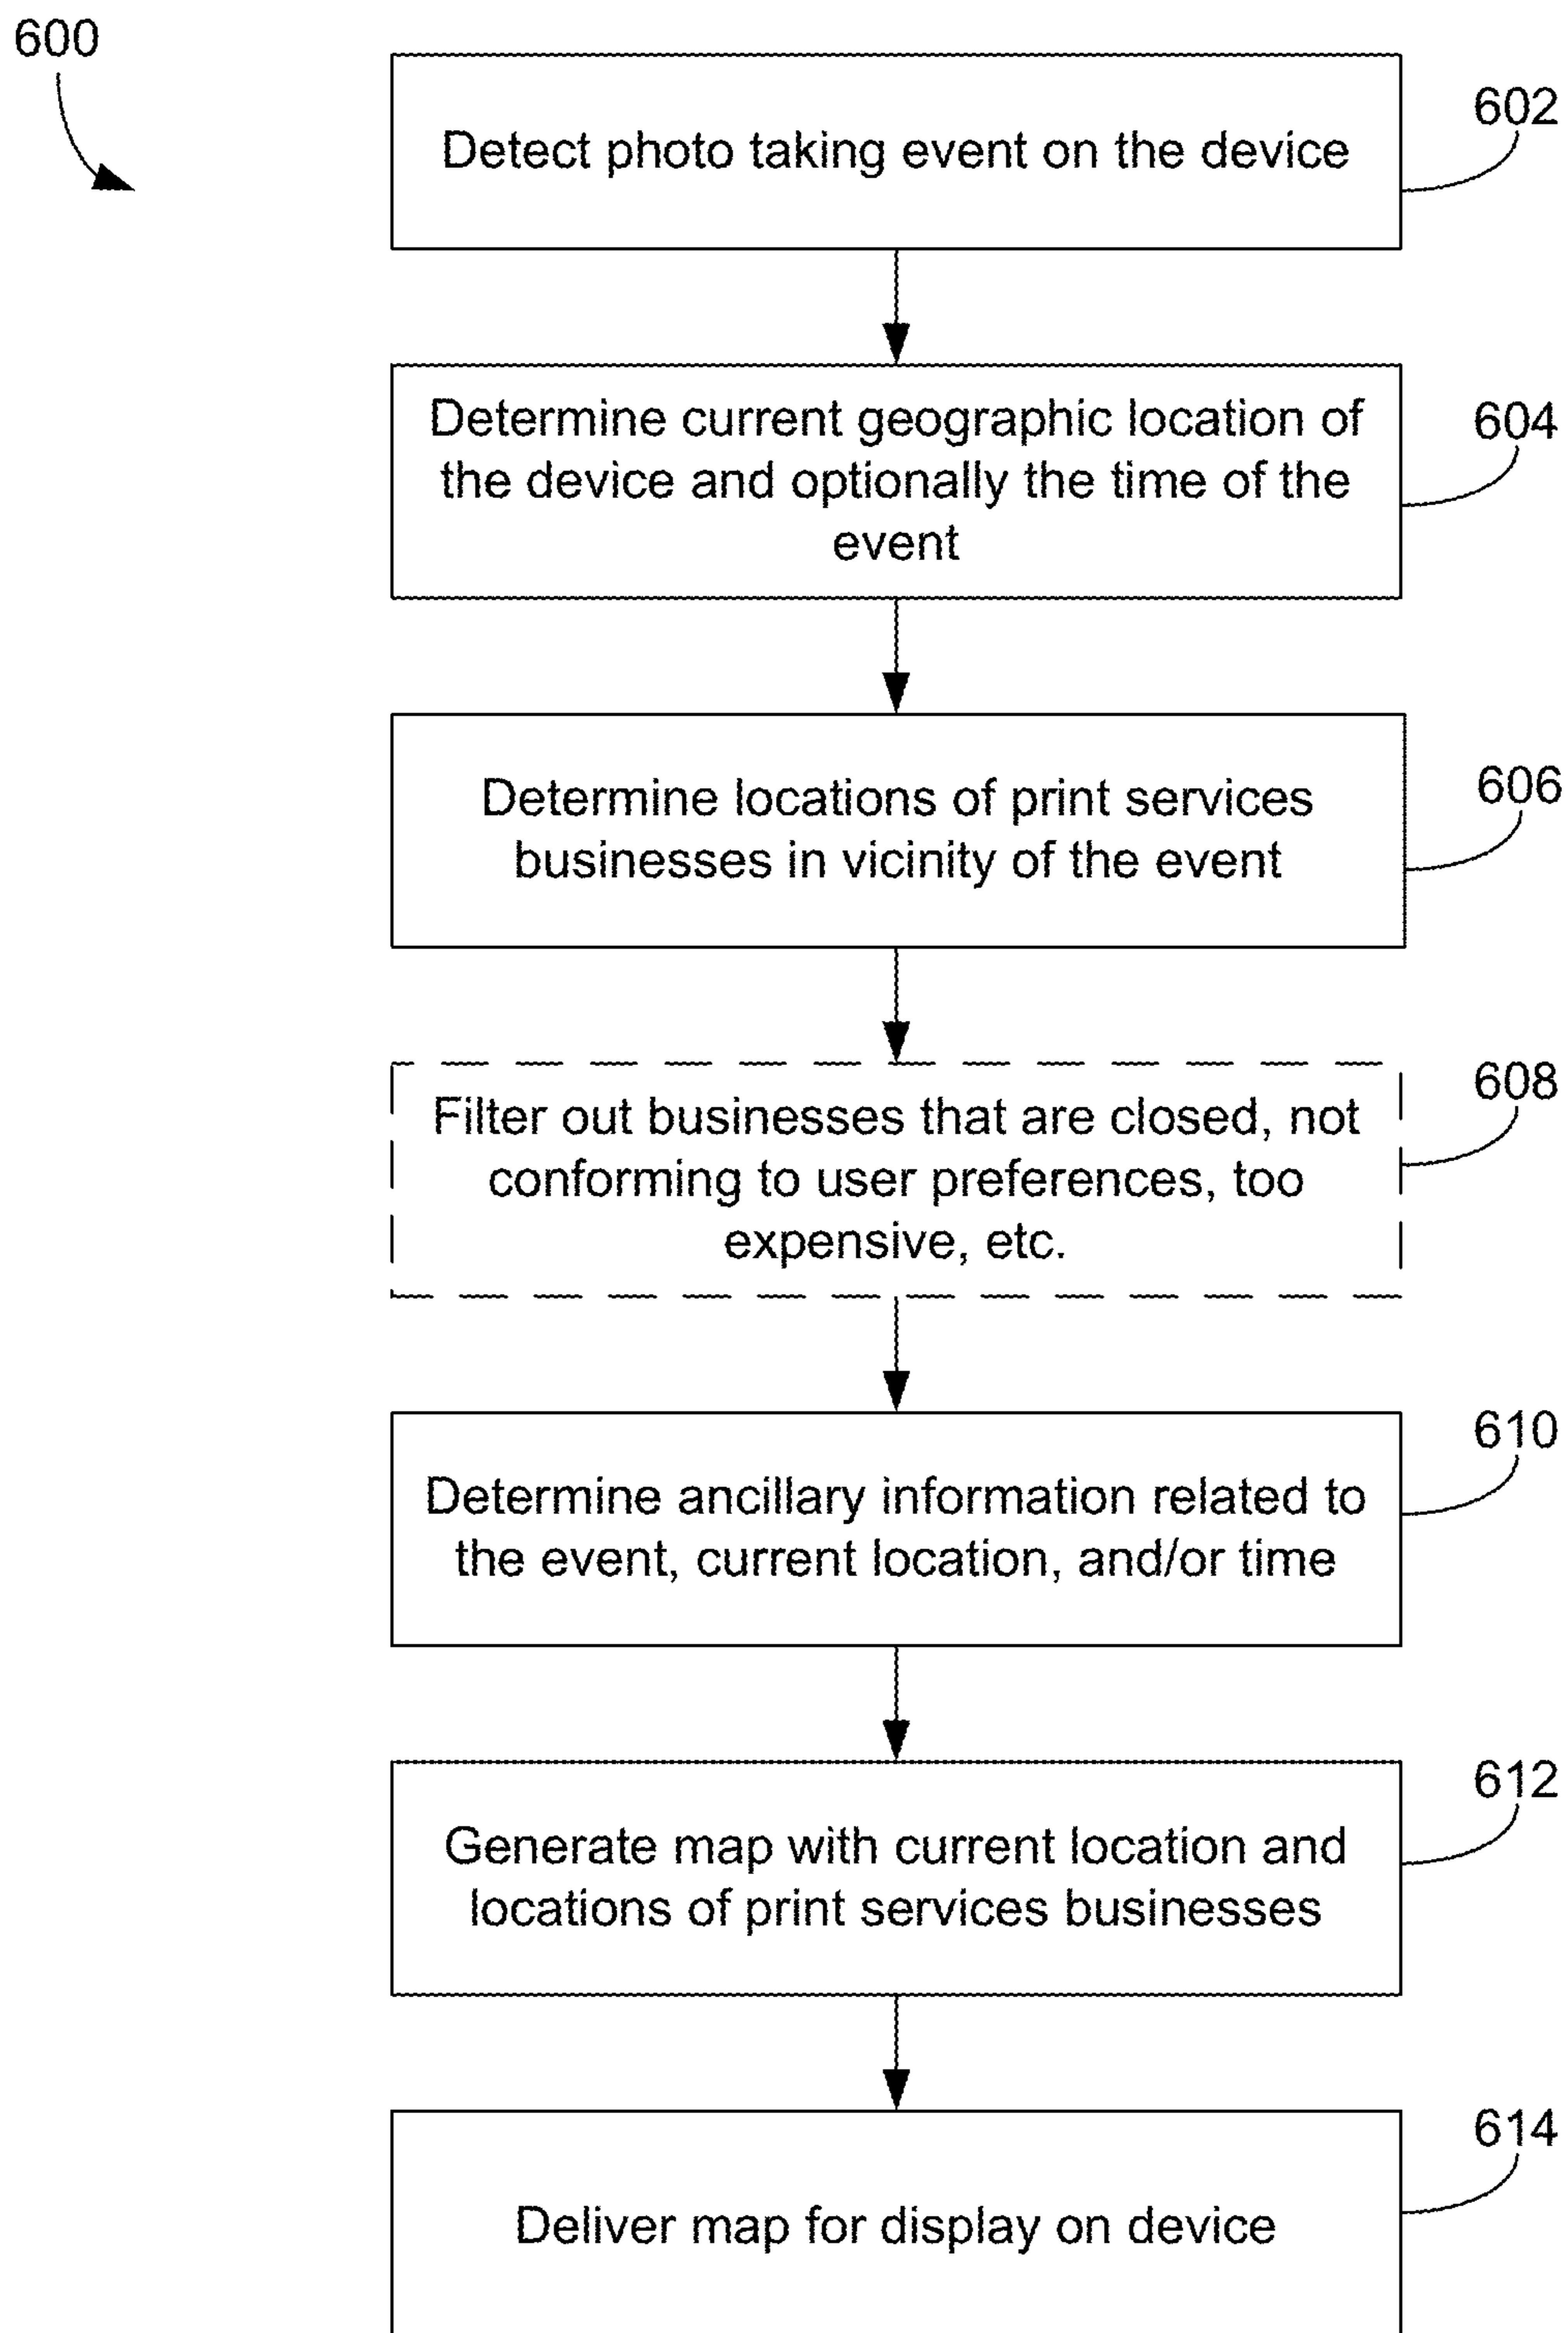 600
Detect photo taking event on the device
602
Determine current geographic location of
the device and optionally the time of the
event
604
Determine locations of print services
businesses in vicinity of the event
606
Filter out businesses that are closed, not
conforming to user preferences, too
expensive, etc.
608
Determine ancillary information related to
the event, current location, and/or time
610
Generate map with current location and
locations of print services businesses
612
Deliver map for display on device
614